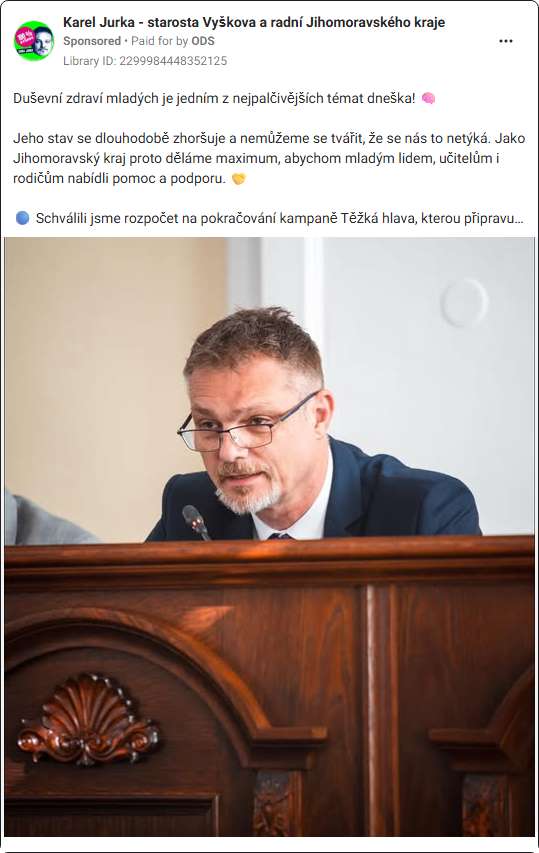 Karel Jurka - starosta Vyškova a radní Jihomoravského kraje
Sponsored • Paid for by ODS
Library ID: 2299984448352125
Duševní zdraví mladých je jedním z nejpalčivějších témat dneška! 🧠
Jeho stav se dlouhodobě zhoršuje a nemůžeme se tvářit, že se nás to netýká. Jako
Jihomoravský kraj proto děláme maximum, abychom mladým lidem, učitelům i
rodičům nabídli pomoc a podporu. 🤝
🔵 Schválili jsme rozpočet na pokračování kampaně Těžká hlava, kterou připravu...